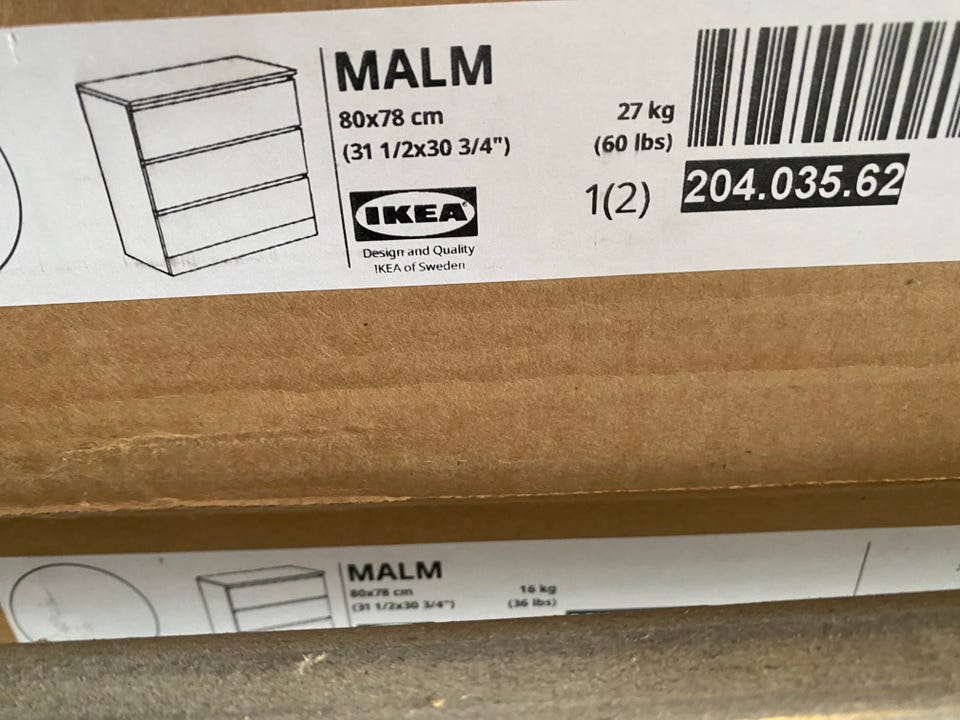 MALM
80x78 cm
(31 1/2x30 3/4")
27 kg
(60 lbs)
1(2)
204.035.62
IKEA
Design and Quality
IKEA of Sweden
MALM
80x78 cm
(31 1/2x30 3/4")
16 kg
(36 lbs)